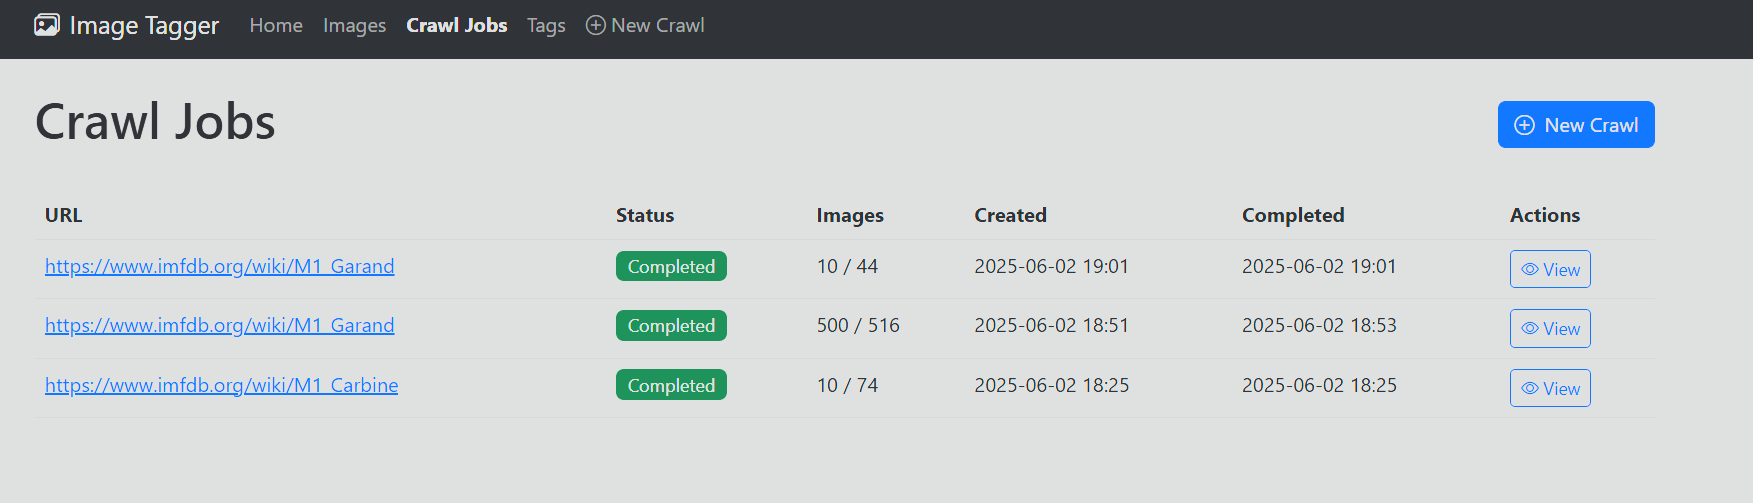 Image Tagger Home Images Crawl Jobs Tags New Crawl
Crawl Jobs New Crawl
URL Status Images Created Completed Actions
https://www.imfdb.org/wiki/M1_Garand Completed 10 / 44 2025-06-02 19:01 2025-06-02 19:01 View
https://www.imfdb.org/wiki/M1_Garand Completed 500 / 516 2025-06-02 18:51 2025-06-02 18:53 View
https://www.imfdb.org/wiki/M1_Carbine Completed 10 / 74 2025-06-02 18:25 2025-06-02 18:25 View